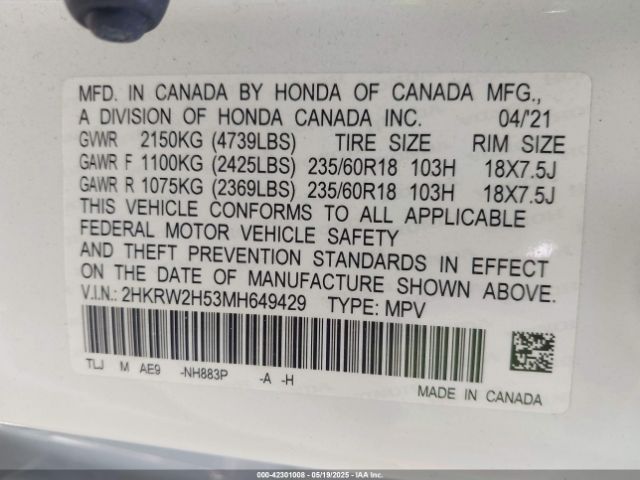 MFD. IN CANADA BY HONDA OF CANADA MFG.,
A DIVISION OF HONDA CANADA INC. 04/'21
GVWR 2150KG (4739LBS) TIRE SIZE RIM SIZE
GAWR F 1100KG (2425LBS) 235/60R18 103H 18X7.5J
GAWR R 1075KG (2369LBS) 235/60R18 103H 18X7.5J
THIS VEHICLE CONFORMS TO ALL APPLICABLE
FEDERAL MOTOR VEHICLE SAFETY
AND THEFT PREVENTION STANDARDS IN EFFECT
ON THE DATE OF MANUFACTURE SHOWN ABOVE.
V.I.N.: 2HKRW2H53MH649429 TYPE: MPV
TLJ M AE9 -NH883P -A -H
MADE IN CANADA
000-42301008 - 05/19/2025 - IAAI.com